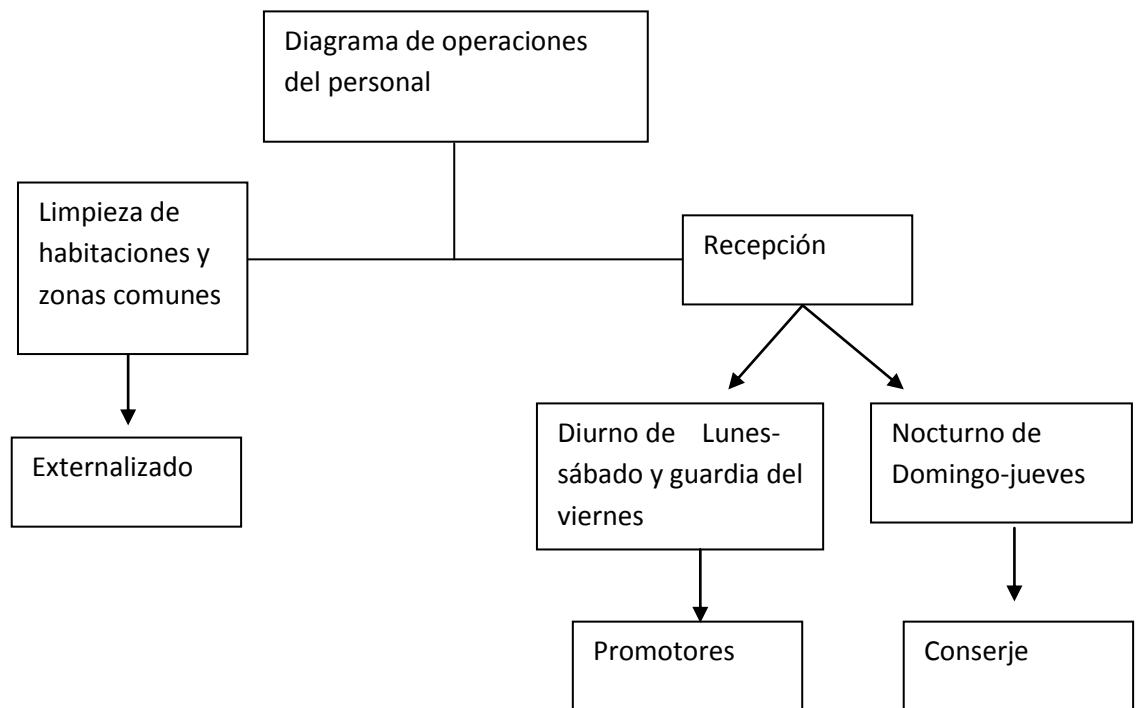 Diagrama de operaciones
del personal
Limpieza de
habitaciones y
zonas comunes
Recepción
Externalizado
Diurno de Lunes-
sábado y guardia del
viernes
Nocturno de
Domingo-jueves
Promotores
Conserje